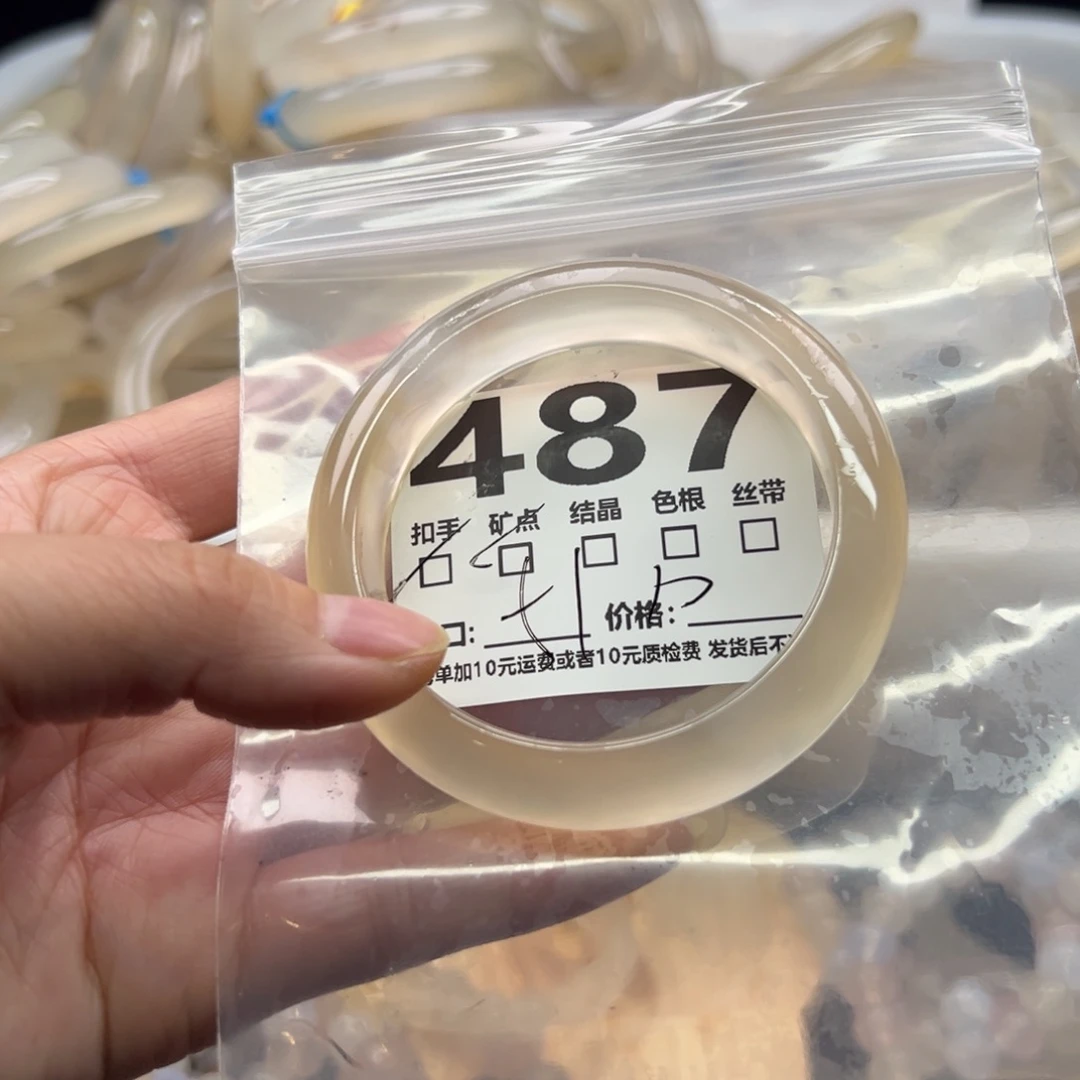 487
扣手 矿点 结晶 色根 丝带
口: 价格:
单加10元运费或者10元质检费 发货后不